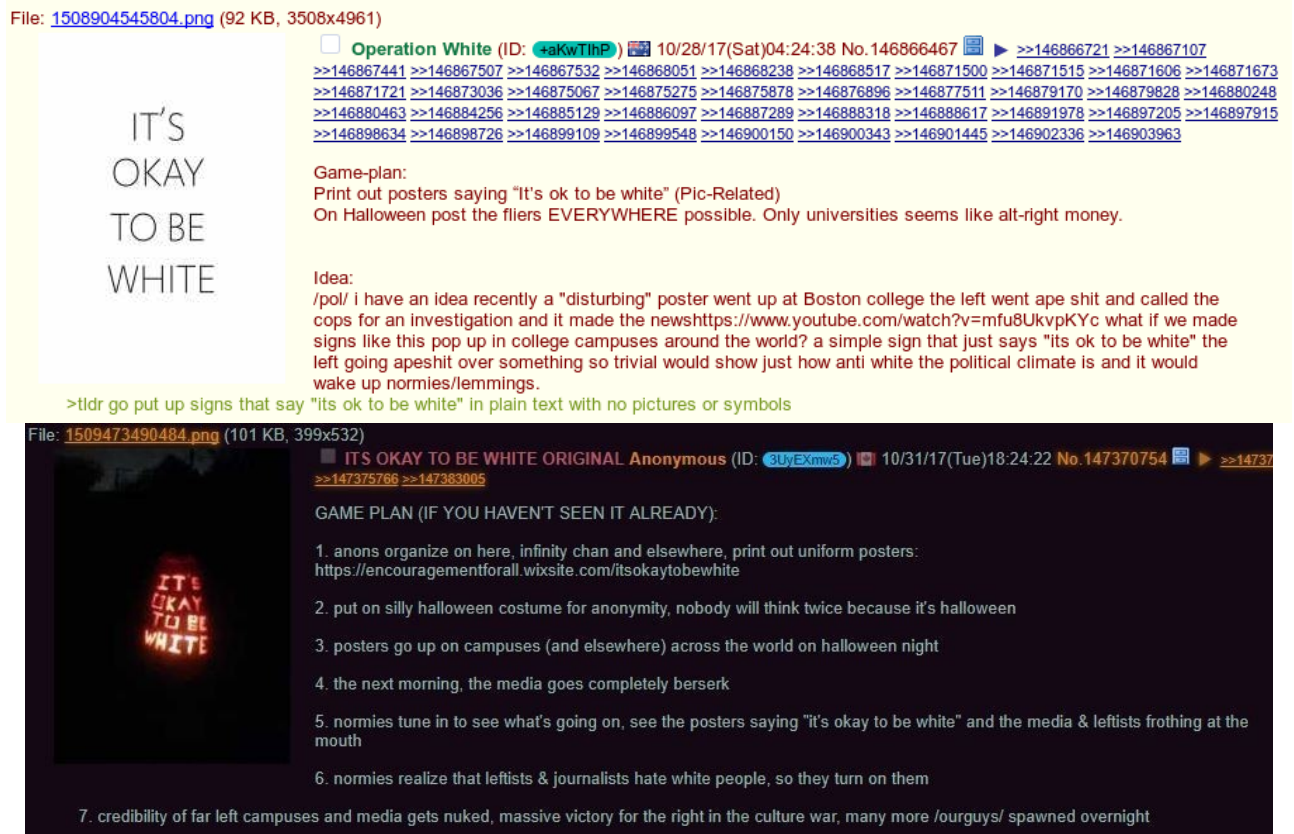 File: 1508904545804.png (92 KB, 3508x4961)
IT'S
OKAY
TO BE
WHITE
Operation White (ID: +aKwTIhP) 10/28/17(Sat)04:24:38 No.146866467 ▶ >>146866721 >>146867107
>>146867441 >>146867507 >>146867532 >>146868051 >>146868238 >>146868517 >>146871500 >>146871515 >>146871606 >>146871673
>>146871721 >>146873036 >>146875067 >>146875275 >>146875878 >>146876896 >>146877511 >>146879170 >>146879828 >>146880248
>>146880463 >>146884256 >>146885129 >>146886097 >>146887289 >>146888318 >>146888617 >>146891978 >>146897205 >>146897915
>>146898634 >>146898726 >>146899109 >>146899548 >>146900150 >>146900343 >>146901445 >>146902336 >>146903963
Game-plan:
Print out posters saying “It’s ok to be white” (Pic-Related)
On Halloween post the fliers EVERYWHERE possible. Only universities seems like alt-right money.
Idea:
/pol/ i have an idea recently a "disturbing" poster went up at Boston college the left went ape shit and called the
cops for an investigation and it made the newshttps://www.youtube.com/watch?v=mfu8UkvpKYc what if we made
signs like this pop up in college campuses around the world? a simple sign that just says "its ok to be white" the
left going apeshit over something so trivial would show just how anti white the political climate is and it would
wake up normies/lemmings.
>tldr go put up signs that say "its ok to be white" in plain text with no pictures or symbols
File: 1509473490484.png (101 KB, 399x532)
IT'S
OKAY
TO BE
WHITE
ITS OKAY TO BE WHITE ORIGINAL Anonymous (ID: 3UyEXmw5) 10/31/17(Tue)18:24:22 No.147370754 ▶ >>14737
>>147375766 >>147383005
GAME PLAN (IF YOU HAVEN'T SEEN IT ALREADY):
1. anons organize on here, infinity chan and elsewhere, print out uniform posters:
https://encouragementforall.wixsite.com/itsokaytobewhite
2. put on silly halloween costume for anonymity, nobody will think twice because it's halloween
3. posters go up on campuses (and elsewhere) across the world on halloween night
4. the next morning, the media goes completely berserk
5. normies tune in to see what's going on, see the posters saying "it's okay to be white" and the media & leftists frothing at the
mouth
6. normies realize that leftists & journalists hate white people, so they turn on them
7. credibility of far left campuses and media gets nuked, massive victory for the right in the culture war, many more /ourguys/ spawned overnight